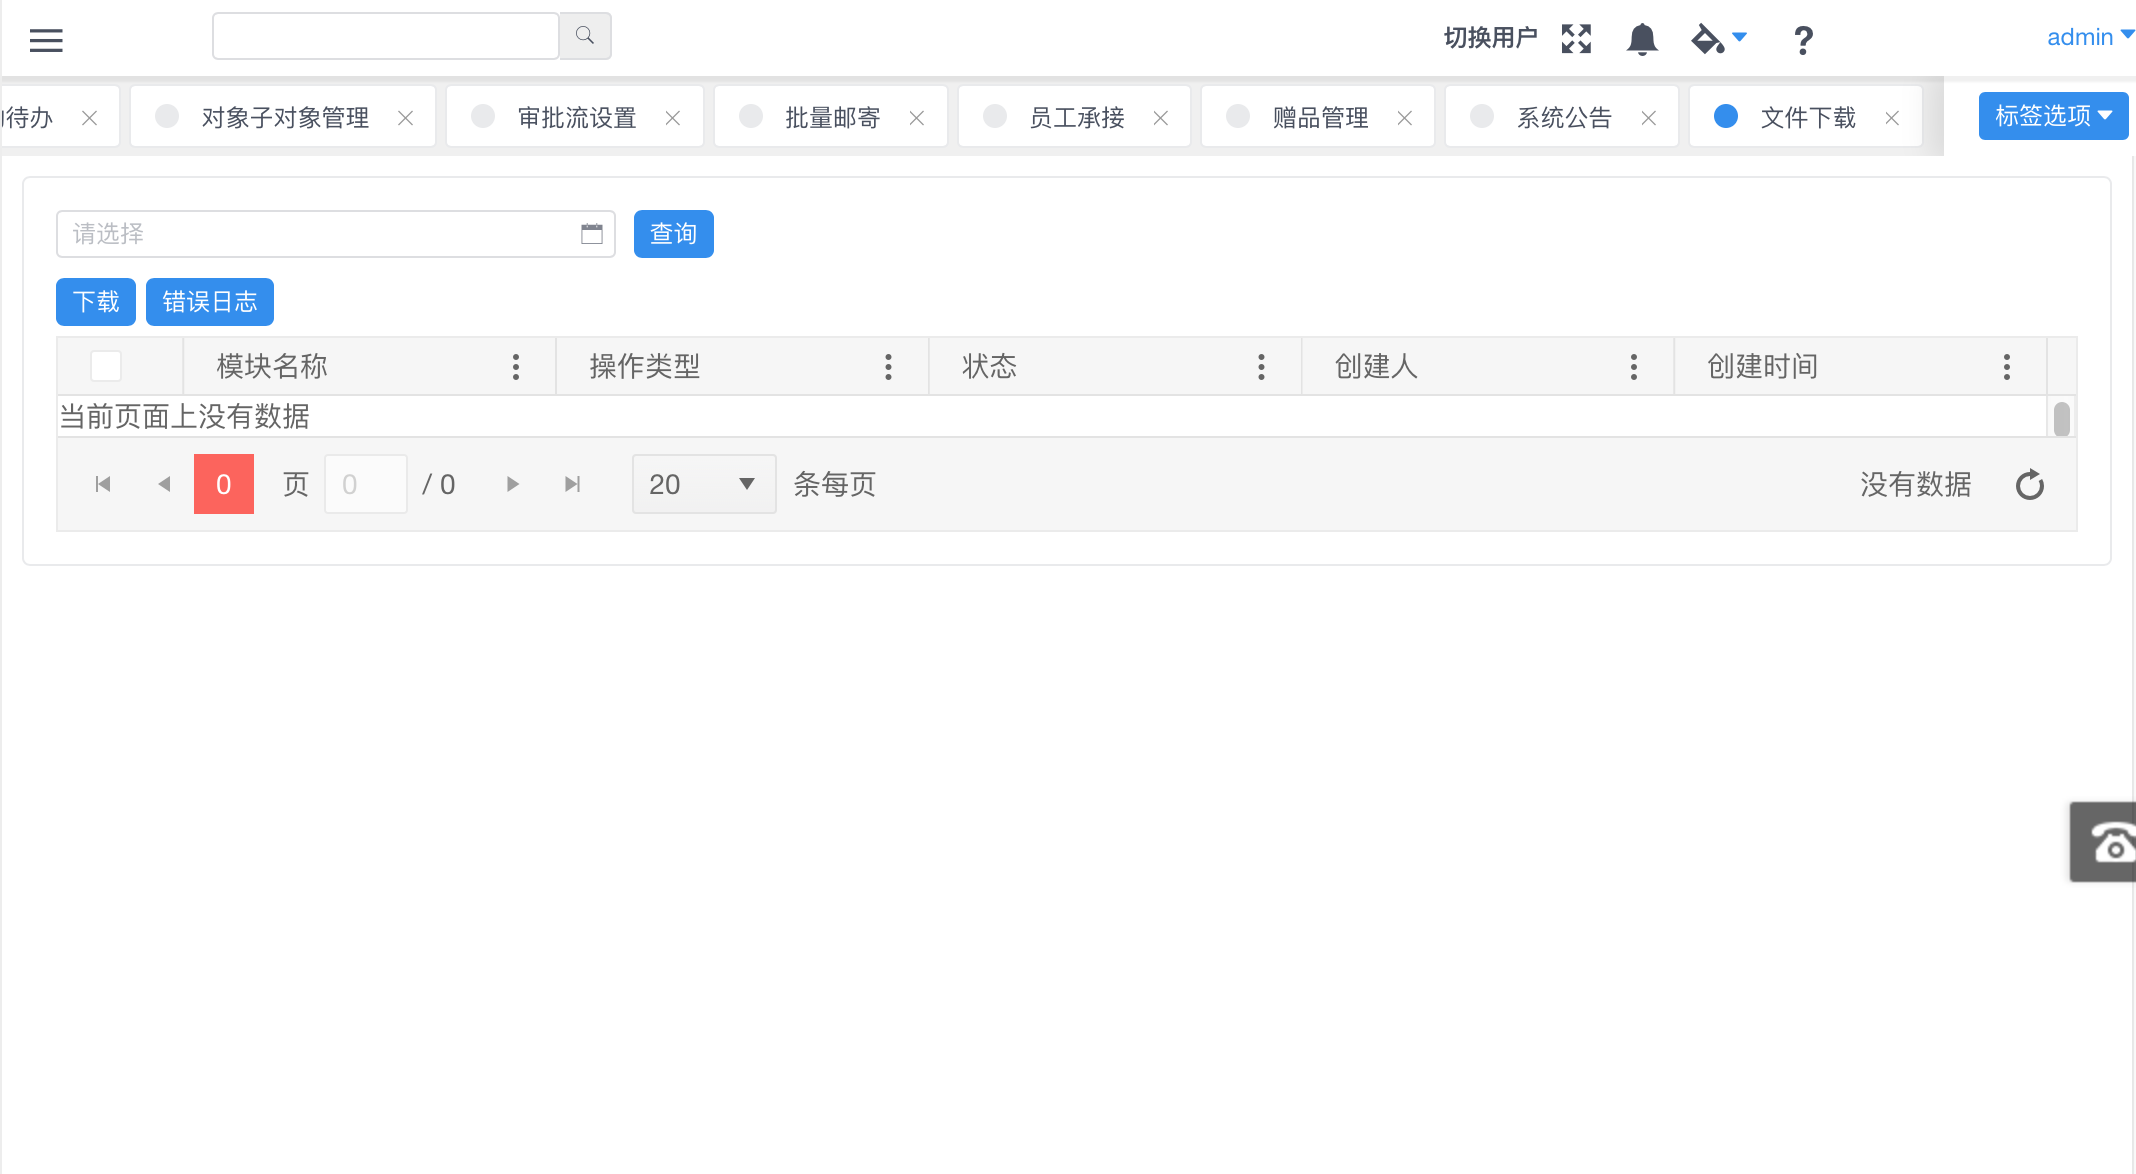 切换用户
admin
待办
对象子对象管理
审批流设置
批量邮寄
员工承接
赠品管理
系统公告
文件下载
标签选项
请选择
查询
下载
错误日志
模块名称
操作类型
状态
创建人
创建时间
当前页面上没有数据
0 页 0 / 0 20 条每页 没有数据